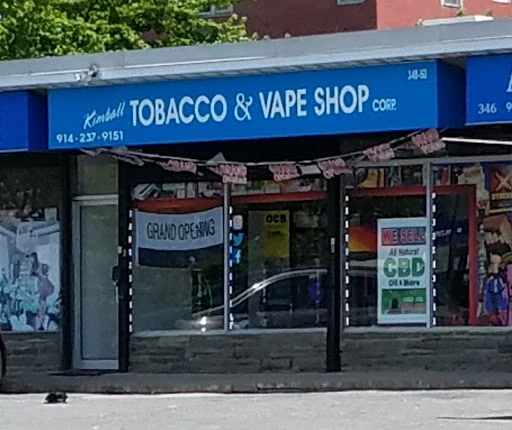 348-60
Kimball TOBACCO & VAPE SHOP CORP.
914-237-9151
346
GRAND OPENING
OCB
WE SELL
All Natural
CBD
Oil & More